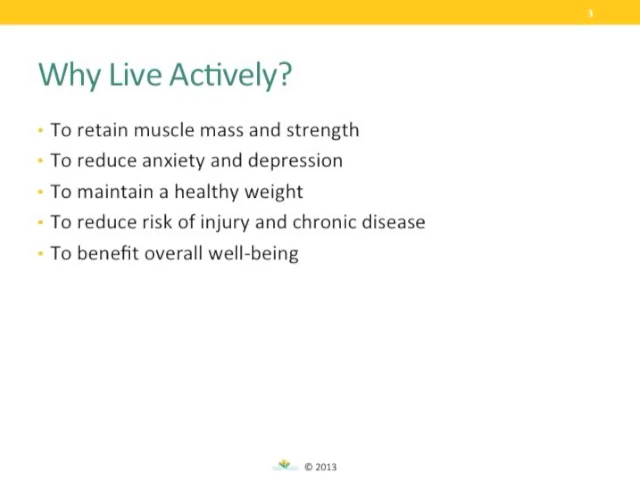 Why Live Actively?
• To retain muscle mass and strength
• To reduce anxiety and depression
• To maintain a healthy weight
• To reduce risk of injury and chronic disease
• To benefit overall well-being
© 2013